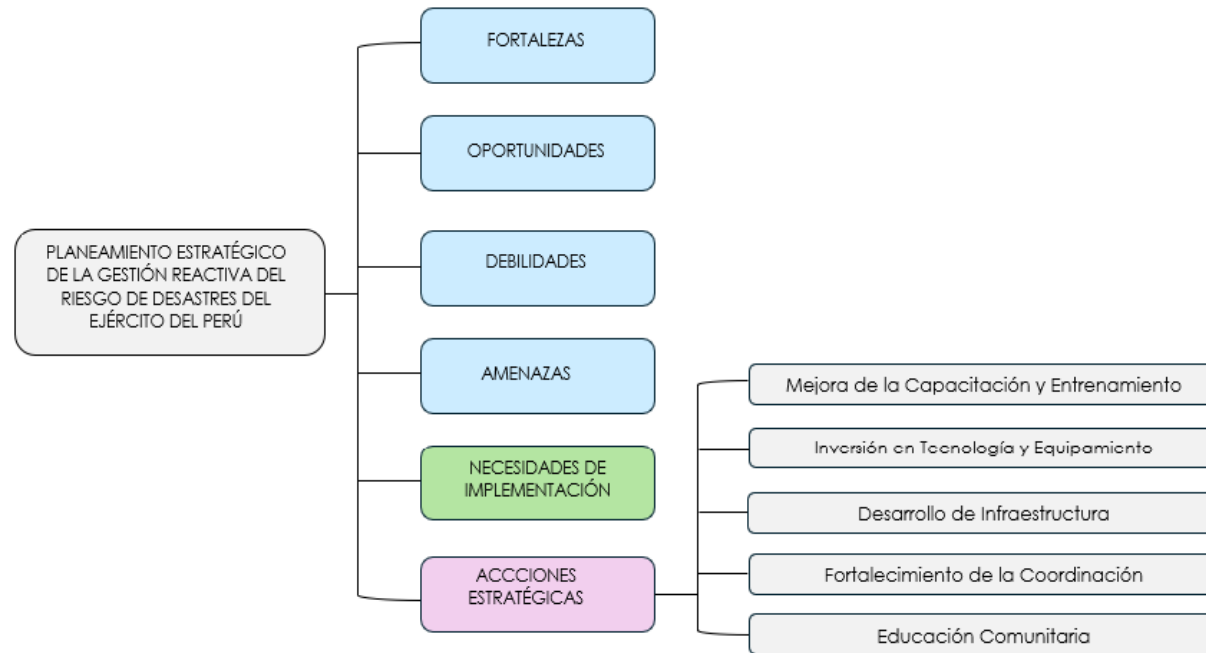 FORTALEZAS
OPORTUNIDADES
PLANEAMIENTO ESTRATÉGICO
DE LA GESTIÓN REACTIVA DEL
RIESGO DE DESASTRES DEL
EJÉRCITO DEL PERÚ
DEBILIDADES
AMENAZAS
NECESIDADES DE
IMPLEMENTACIÓN
ACCCIONES
ESTRATÉGICAS
Mejora de la Capacitación y Entrenamiento
Inversión en Tecnología y Equipamiento
Desarrollo de Infraestructura
Fortalecimiento de la Coordinación
Educación Comunitaria